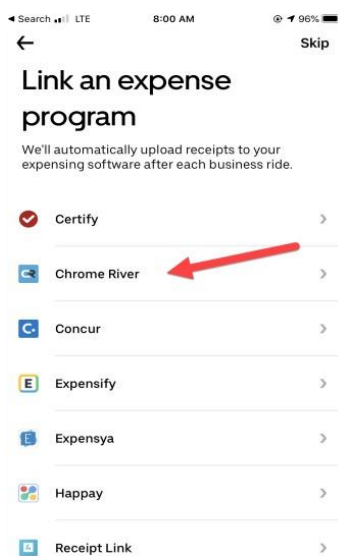 Search LTE 8:00 AM 96%
Skip
Link an expense
program
We'll automatically upload receipts to your
expensing software after each business ride.
Certify
CR Chrome River
C. Concur
E Expensify
E Expensya
Happay
Receipt Link